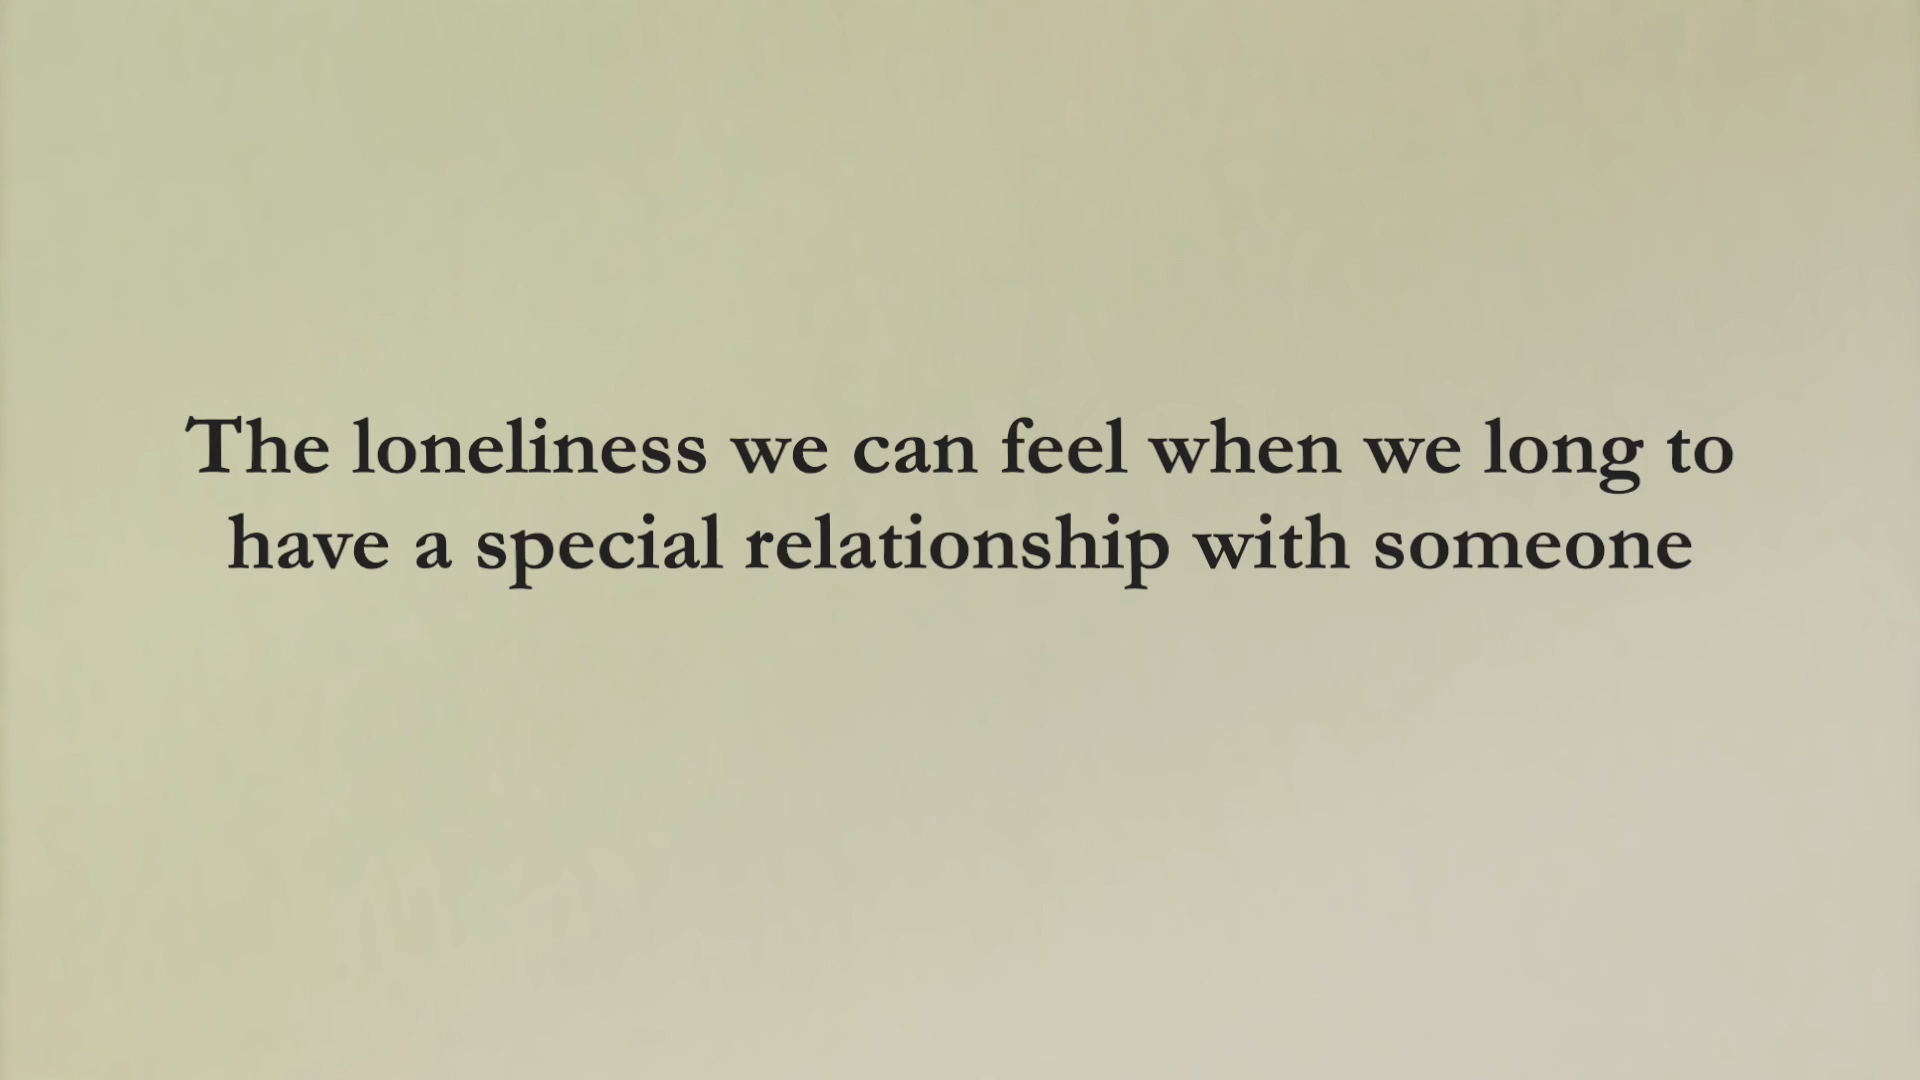 The loneliness we can feel when we long to
have a special relationship with someone